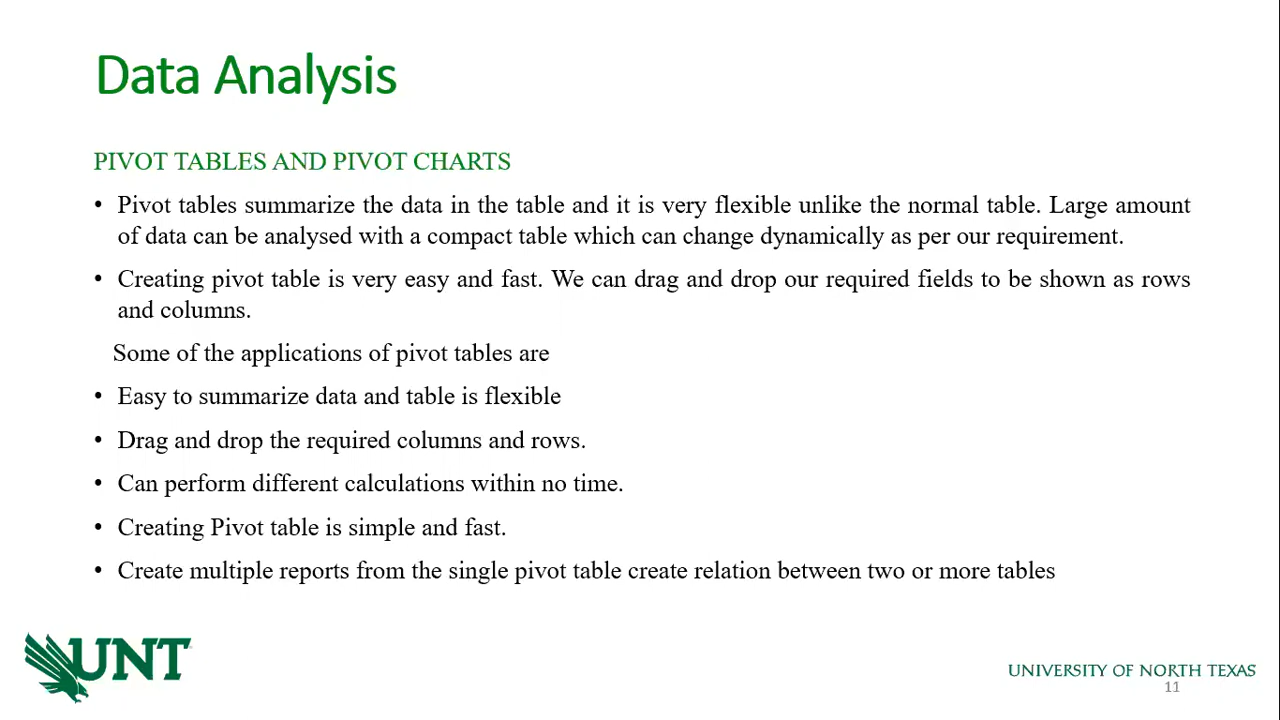 Data Analysis
PIVOT TABLES AND PIVOT CHARTS
• Pivot tables summarize the data in the table and it is very flexible unlike the normal table. Large amount
of data can be analysed with a compact table which can change dynamically as per our requirement.
• Creating pivot table is very easy and fast. We can drag and drop our required fields to be shown as rows
and columns.
Some of the applications of pivot tables are
• Easy to summarize data and table is flexible
• Drag and drop the required columns and rows.
• Can perform different calculations within no time.
• Creating Pivot table is simple and fast.
• Create multiple reports from the single pivot table create relation between two or more tables
UNT
UNIVERSITY OF NORTH TEXAS
11